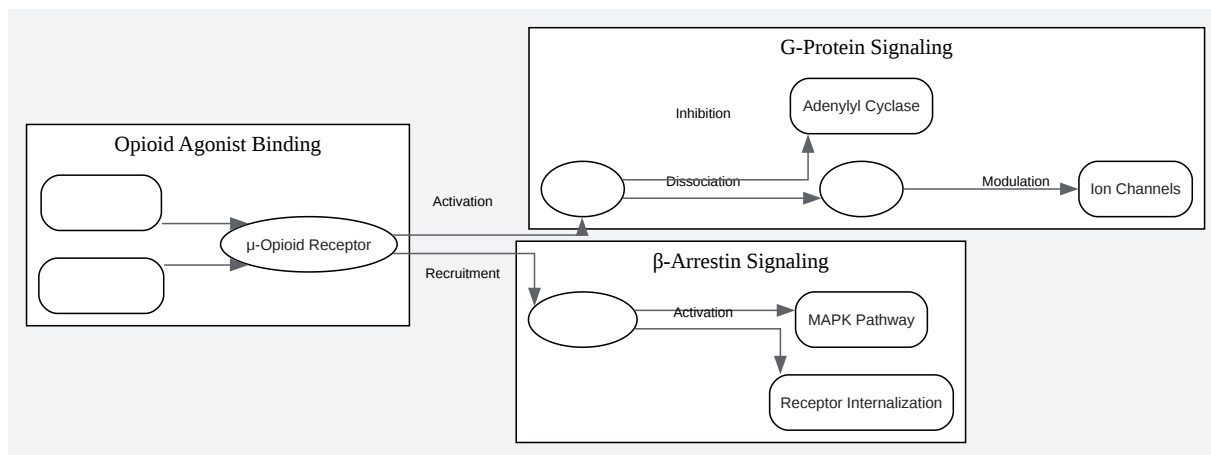 Opioid Agonist Binding
μ-Opioid Receptor
Activation
Recruitment
G-Protein Signaling
Inhibition
Adenylyl Cyclase
Dissociation
Modulation
Ion Channels
β-Arrestin Signaling
Activation
MAPK Pathway
Receptor Internalization